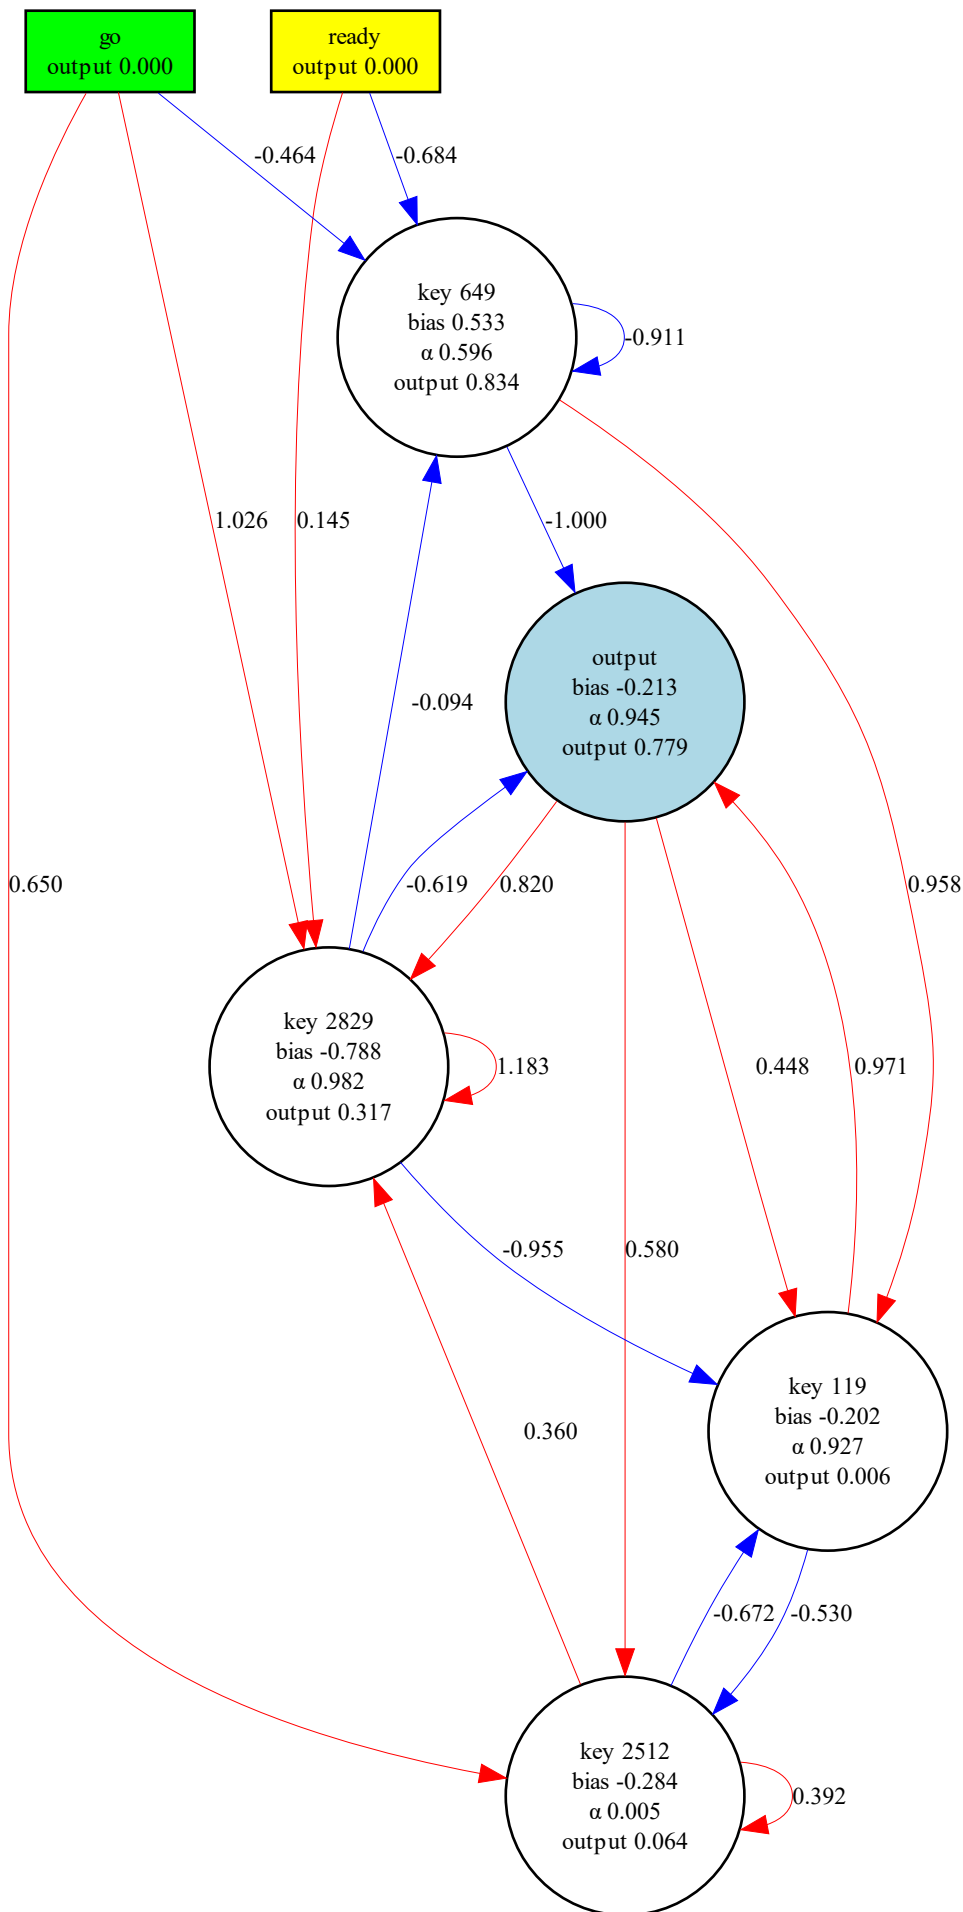 go
output 0.000
ready
output 0.000
-0.464
-0.684
key 649
bias 0.533
α 0.596
output 0.834
-0.911
1.026
0.145
-1.000
output
bias -0.213
α 0.945
output 0.779
-0.094
0.650
-0.619
0.820
0.958
key 2829
bias -0.788
α 0.982
output 0.317
1.183
0.448
0.971
-0.955
0.580
key 119
bias -0.202
α 0.927
output 0.006
0.360
-0.672
-0.530
key 2512
bias -0.284
α 0.005
output 0.064
0.392